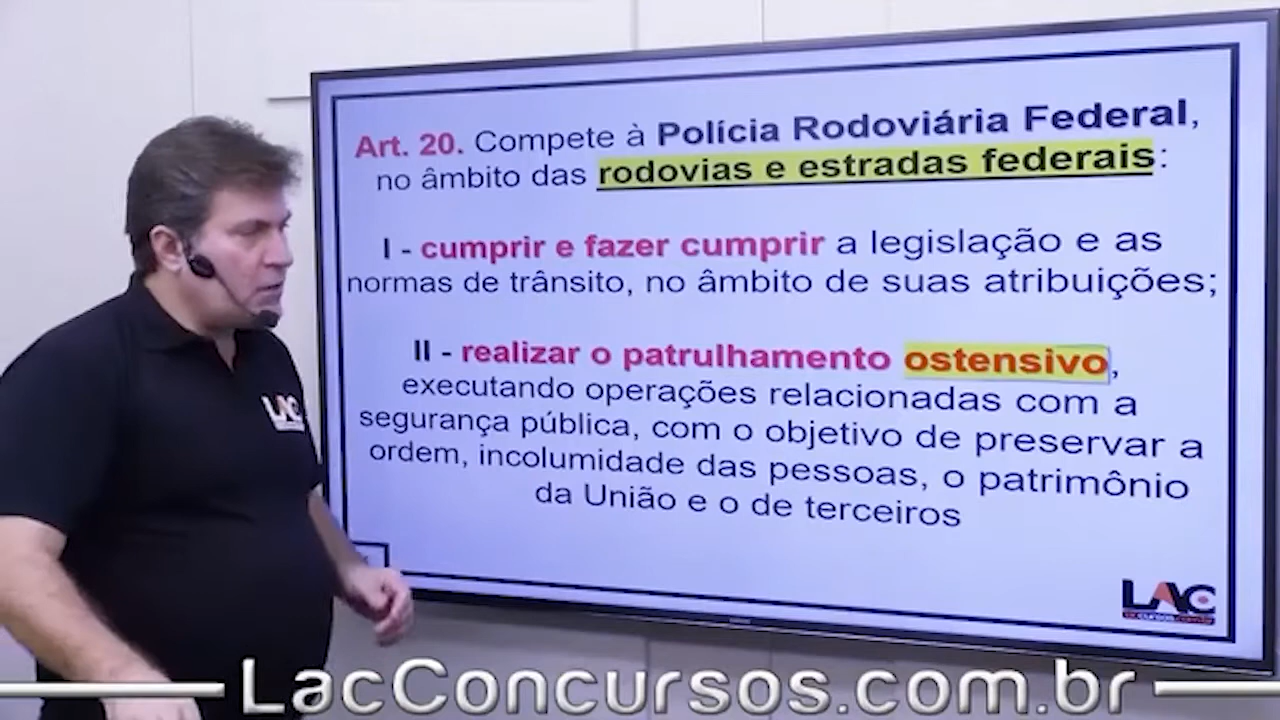 Art. 20. Compete à Polícia Rodoviária Federal,
no âmbito das rodovias e estradas federais:
I - cumprir e fazer cumprir a legislação e as
normas de trânsito, no âmbito de suas atribuições;
II - realizar o patrulhamento ostensivo,
executando operações relacionadas com a
segurança pública, com o objetivo de preservar a
ordem, incolumidade das pessoas, o patrimônio
da União e o de terceiros
LAC
LAC
LacConcursos.com.br